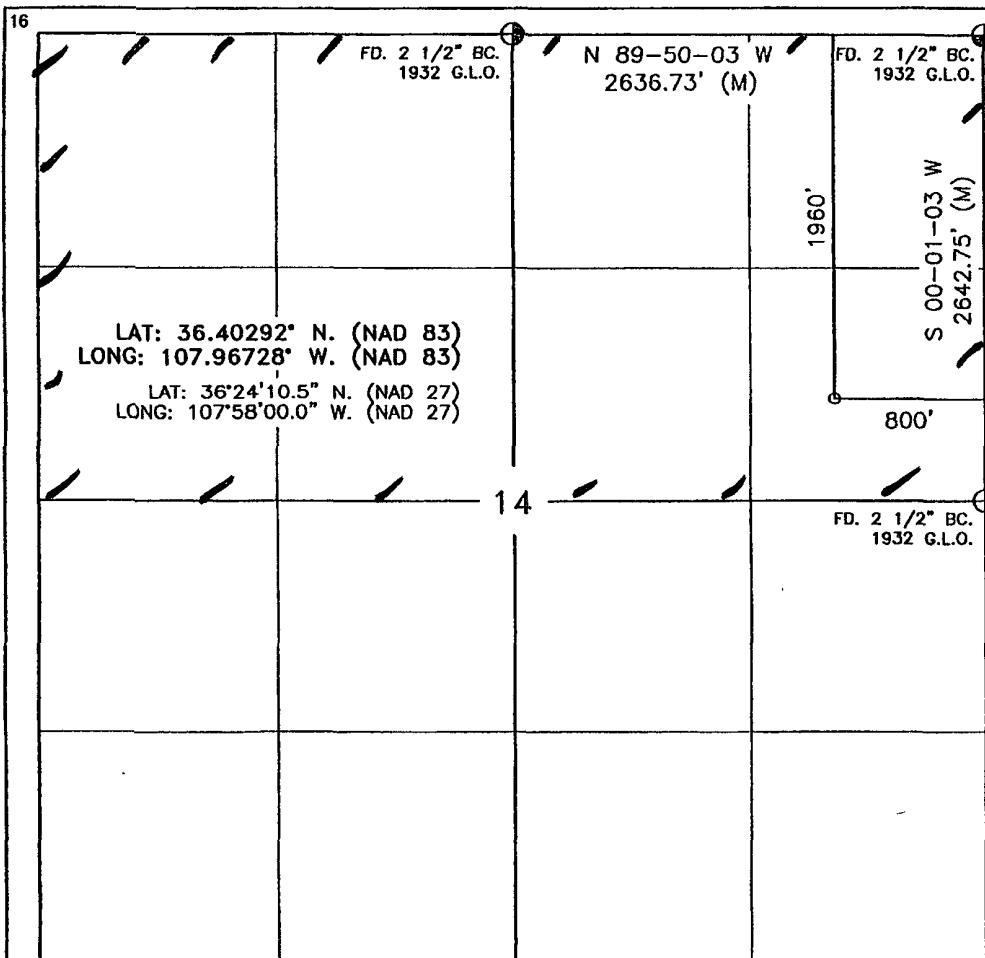 16
FD. 2 1/2" BC.
1932 G.L.O.
N 89-50-03 W
2636.73' (M)
FD. 2 1/2" BC.
1932 G.L.O.
1960'
S 00-01-03 W
2642.75' (M)
LAT: 36.40292° N. (NAD 83)
LONG: 107.96728° W. (NAD 83)
LAT: 36°24'10.5" N. (NAD 27)
LONG: 107°58'00.0" W. (NAD 27)
800'
14
FD. 2 1/2" BC.
1932 G.L.O.